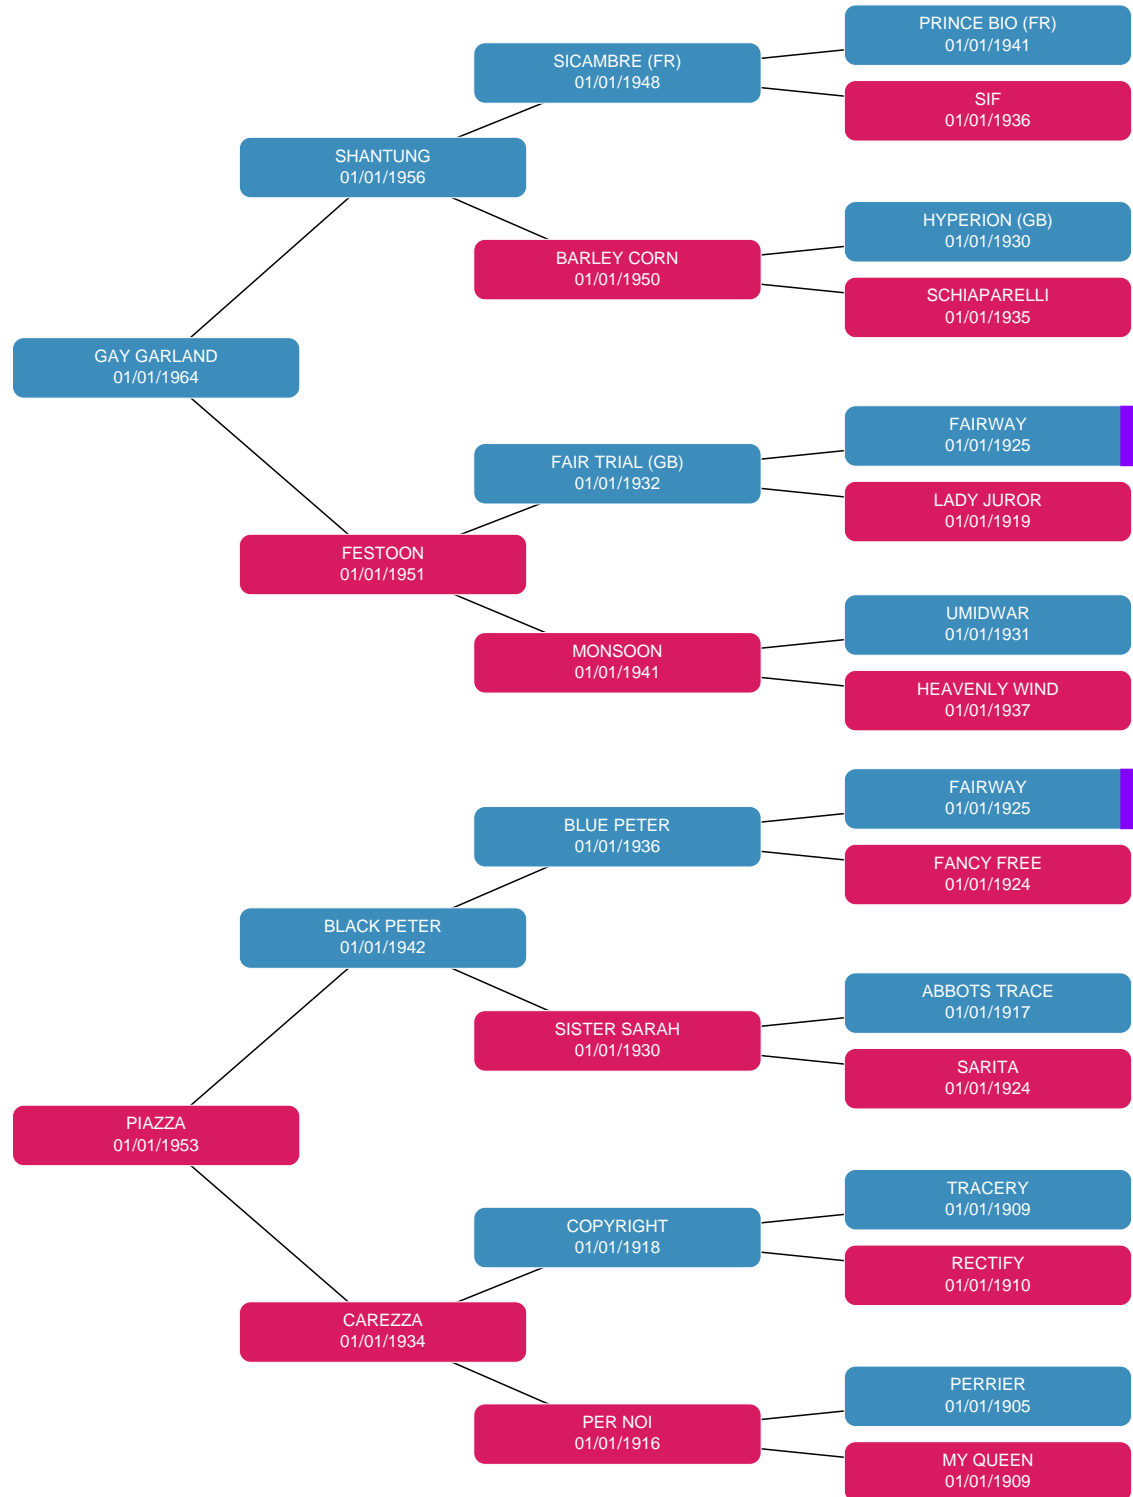 PRINCE BIO (FR)
01/01/1941
SICAMBRE (FR)
01/01/1948
SIF
01/01/1936
SHANTUNG
01/01/1956
HYPERION (GB)
01/01/1930
BARLEY CORN
01/01/1950
SCHIAPARELLI
01/01/1935
GAY GARLAND
01/01/1964
FAIRWAY
01/01/1925
FAIR TRIAL (GB)
01/01/1932
LADY JUROR
01/01/1919
FESTOON
01/01/1951
UMIDWAR
01/01/1931
MONSOON
01/01/1941
HEAVENLY WIND
01/01/1937
FAIRWAY
01/01/1925
BLUE PETER
01/01/1936
FANCY FREE
01/01/1924
BLACK PETER
01/01/1942
ABBOTS TRACE
01/01/1917
SISTER SARAH
01/01/1930
SARITA
01/01/1924
PIAZZA
01/01/1953
TRACERY
01/01/1909
COPYRIGHT
01/01/1918
RECTIFY
01/01/1910
CAREZZA
01/01/1934
PERRIER
01/01/1905
PER NOI
01/01/1916
MY QUEEN
01/01/1909